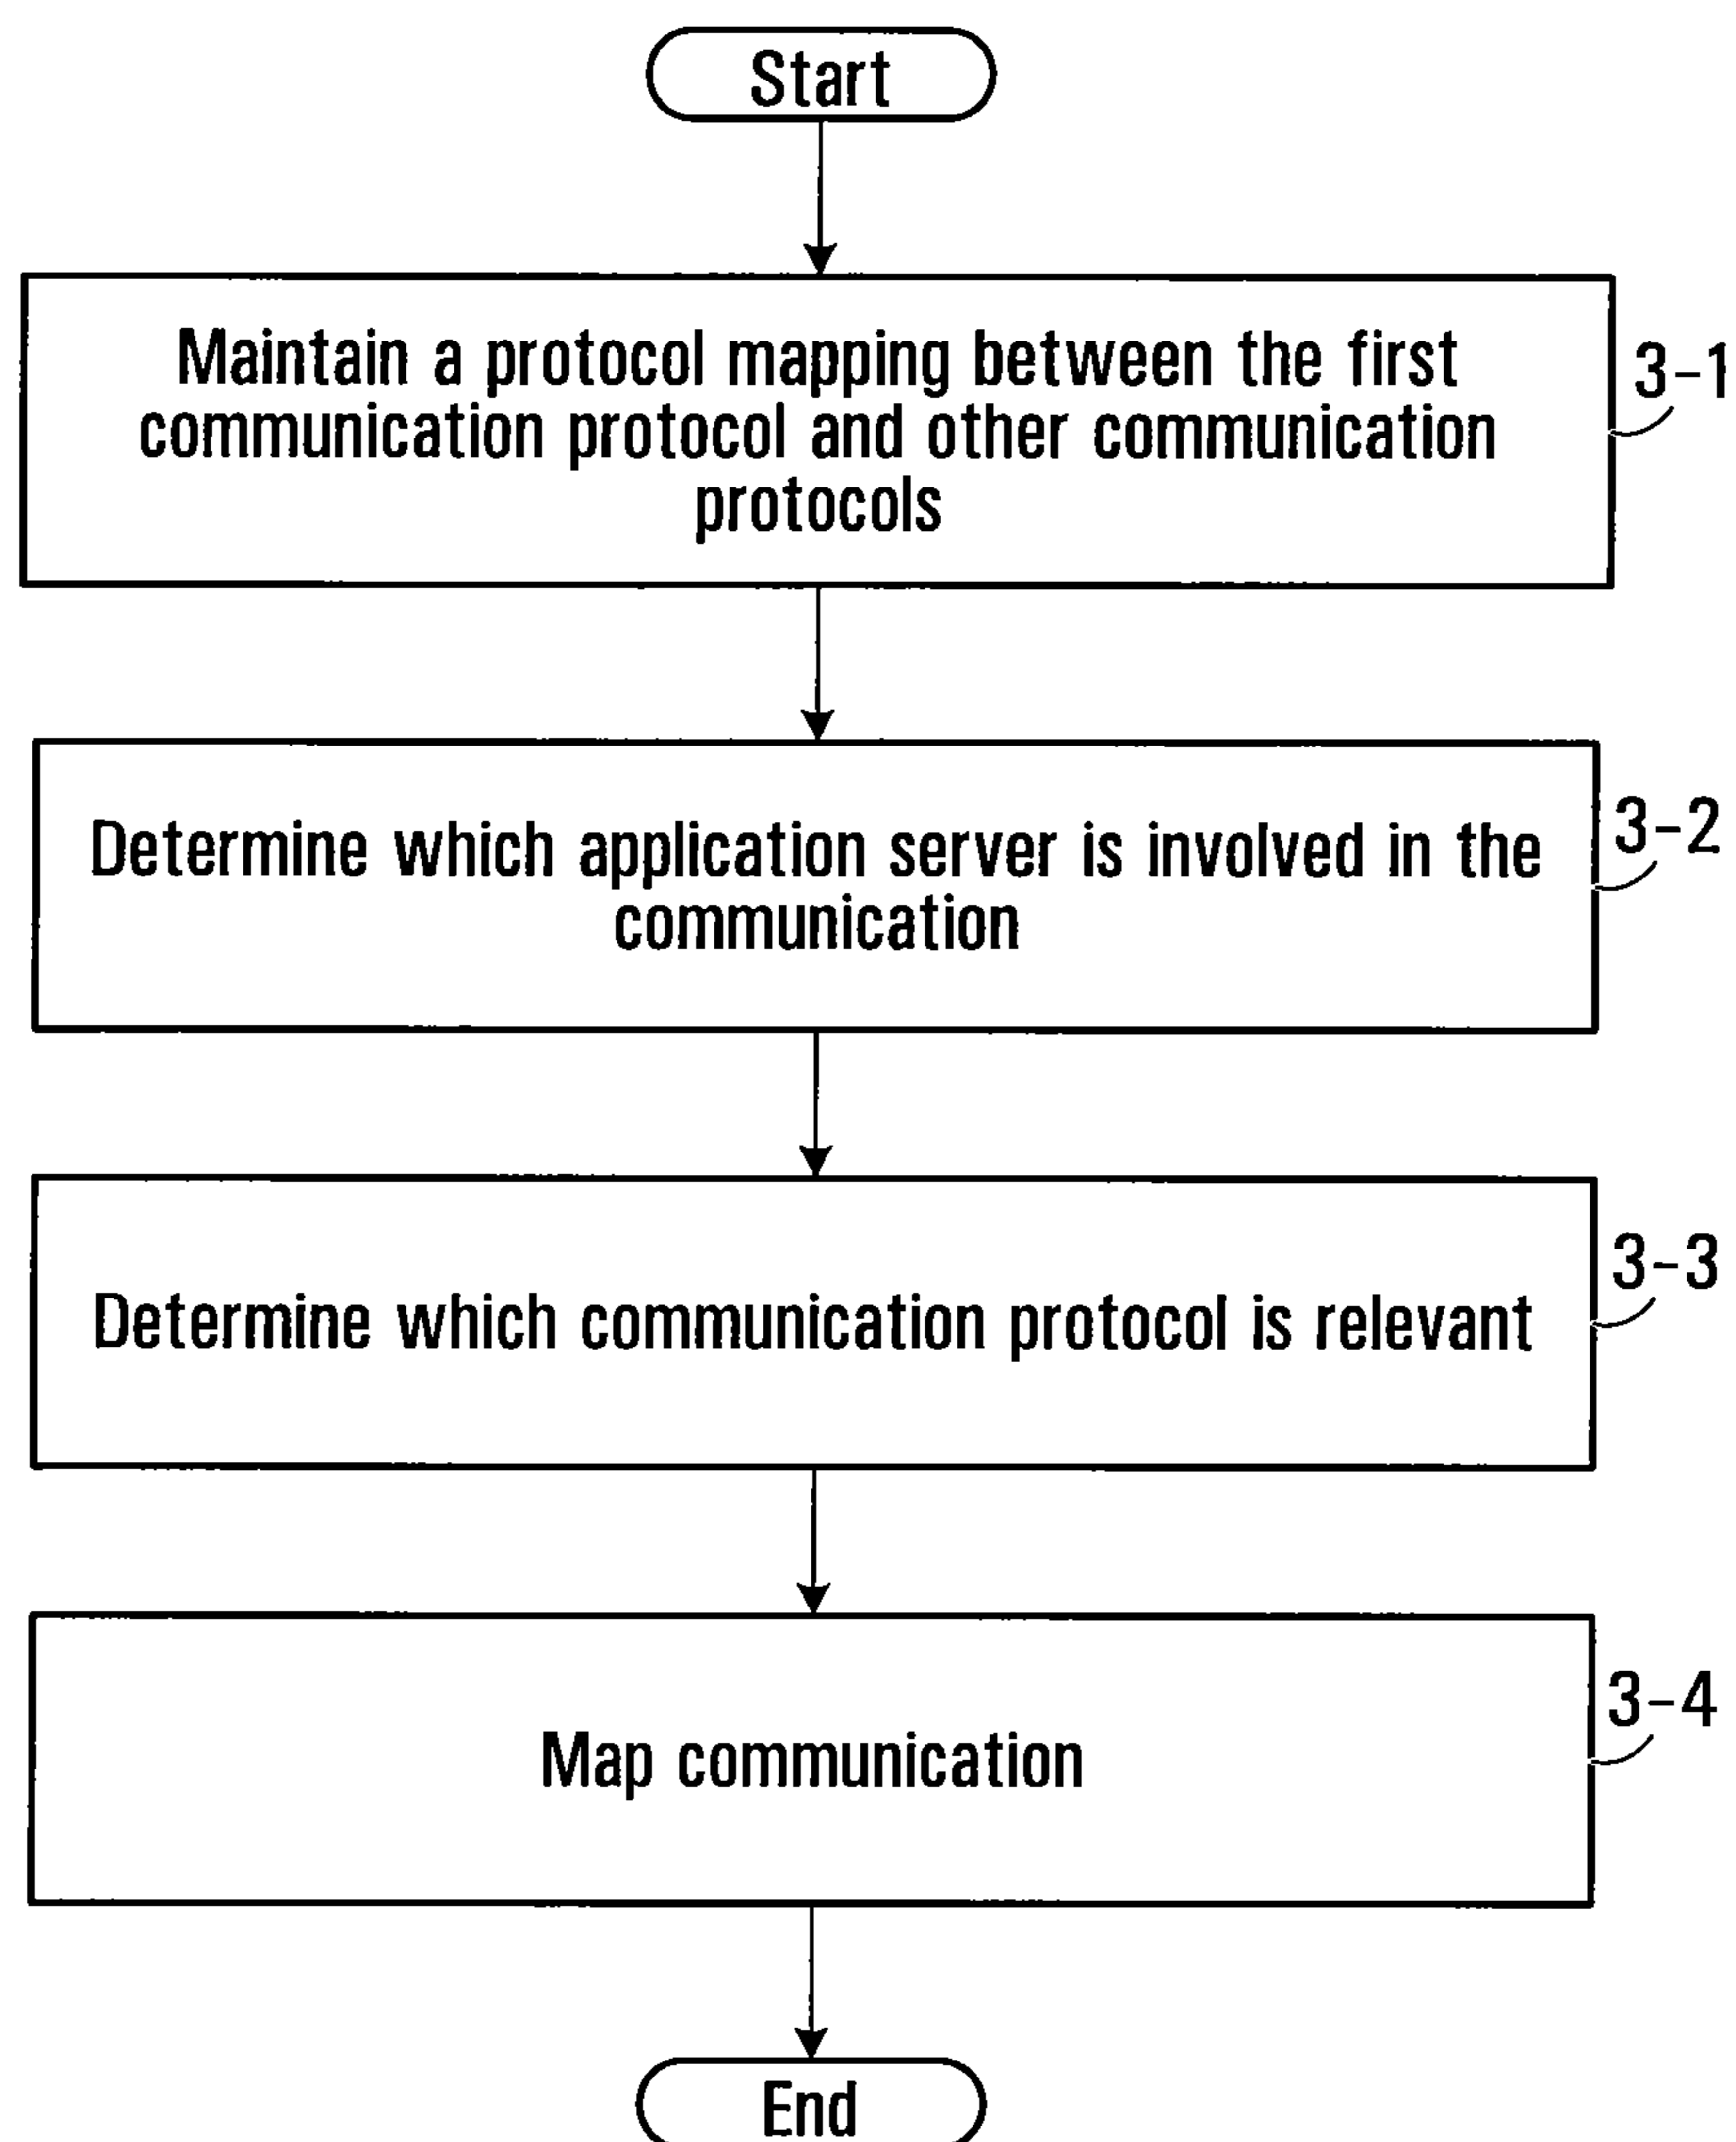 Start
Maintain a protocol mapping between the first
communication protocol and other communication
protocols
3-1
Determine which application server is involved in the
communication
3-2
Determine which communication protocol is relevant
3-3
Map communication
3-4
End